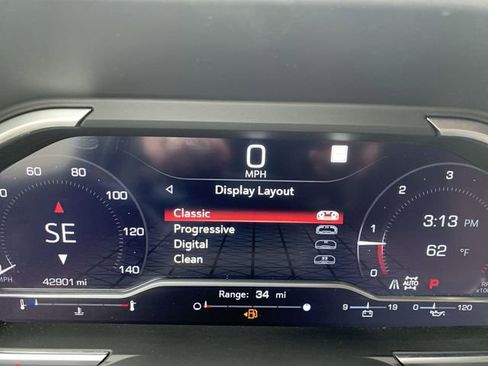 0
MPH
Display Layout
Classic
Progressive
Digital
Clean
60 80
100
120
140
SE
MPH
42901 mi
Range: 34 mi
0 1 2 3
3:13 PM
62 °F
AUTO P
9 19 0 120